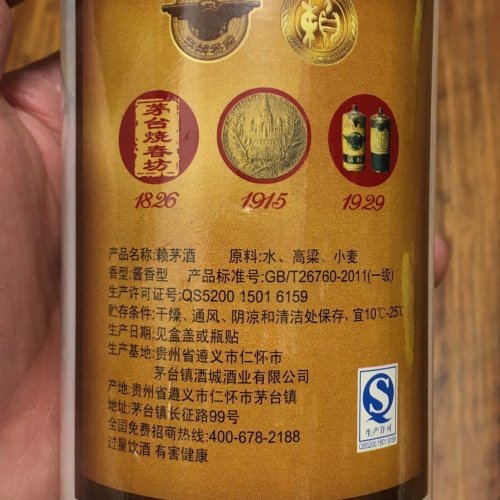 赖
茅台烧春坊
1826
1915
1929
产品名称:赖茅酒 原料:水、高粱、小麦
香型:酱香型 产品标准号:GB/T26760-2011(一级)
生产许可证号:QS5200 1501 6159
贮存条件:干燥、通风、阴凉和清洁处保存,宜10℃-25℃
生产日期:见盒盖或瓶贴
生产基地:贵州省遵义市仁怀市
茅台镇酒城酒业有限公司
产地:贵州省遵义市仁怀市茅台镇
地址:茅台镇长征路99号
全国免费招商热线:400-678-2188
过量饮酒 有害健康
QS
生产许可
QS5200 1501 6159